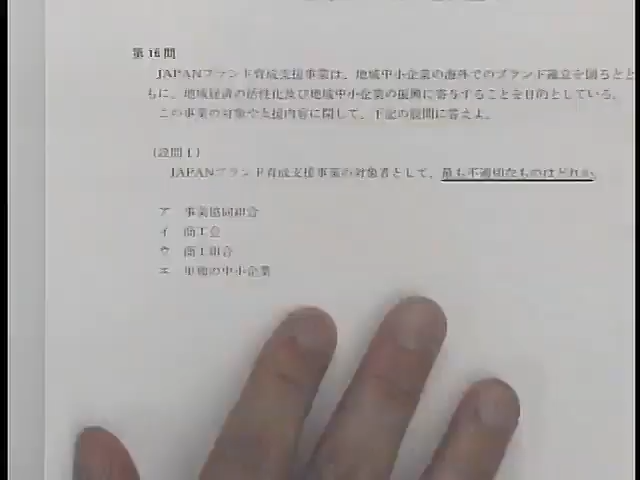 第16問
JAPANブランド育成支援事業は、地域中小企業の海外でのブランド確立を図るとと
もに、地域経済の活性化及び地域中小企業の振興に寄与することを目的としている。
この事業の対象や支援内容に関して、下記の設問に答えよ。
(設問1)
JAPANブランド育成支援事業の対象者として、最も不適切なものはどれか。
ア 事業協同組合
イ 商工会
ウ 商工組合
エ 単独の中小企業